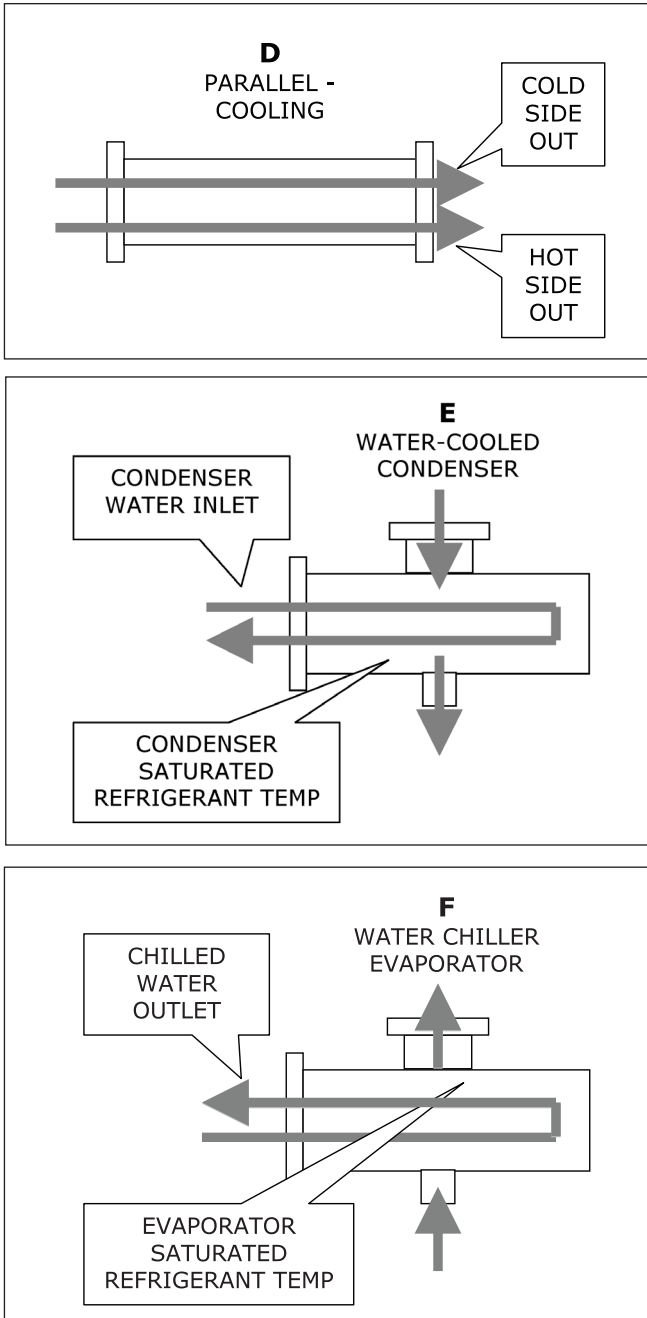 D
PARALLEL -
COOLING
COLD
SIDE
OUT
HOT
SIDE
OUT
E
WATER-COOLED
CONDENSER
CONDENSER
WATER INLET
CONDENSER
SATURATED
REFRIGERANT TEMP
F
WATER CHILLER
EVAPORATOR
CHILLED
WATER
OUTLET
EVAPORATOR
SATURATED
REFRIGERANT TEMP